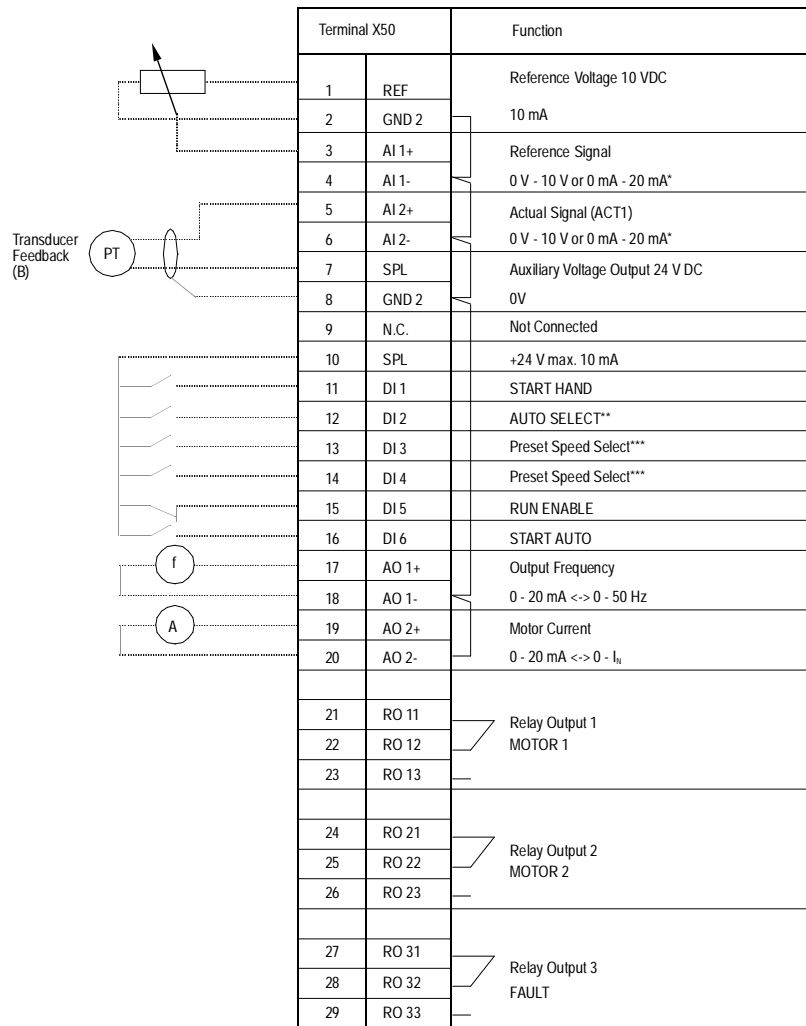 Terminal X50 Function
1 REF Reference Voltage 10 VDC
2 GND 2 10 mA
3 AI 1+ Reference Signal
4 AI 1- 0 V - 10 V or 0 mA - 20 mA*
5 AI 2+ Actual Signal (ACT1)
6 AI 2- 0 V - 10 V or 0 mA - 20 mA*
Transducer
Feedback
(B)
PT
7 SPL Auxiliary Voltage Output 24 V DC
8 GND 2 0V
9 N.C. Not Connected
10 SPL +24 V max. 10 mA
11 DI 1 START HAND
12 DI 2 AUTO SELECT**
13 DI 3 Preset Speed Select***
14 DI 4 Preset Speed Select***
15 DI 5 RUN ENABLE
16 DI 6 START AUTO
f 17 AO 1+ Output Frequency
18 AO 1- 0 - 20 mA <-> 0 - 50 Hz
A 19 AO 2+ Motor Current
20 AO 2- 0 - 20 mA <-> 0 - IN
21 RO 11 Relay Output 1
22 RO 12 MOTOR 1
23 RO 13
24 RO 21 Relay Output 2
25 RO 22 MOTOR 2
26 RO 23
27 RO 31 Relay Output 3
28 RO 32 FAULT
29 RO 33